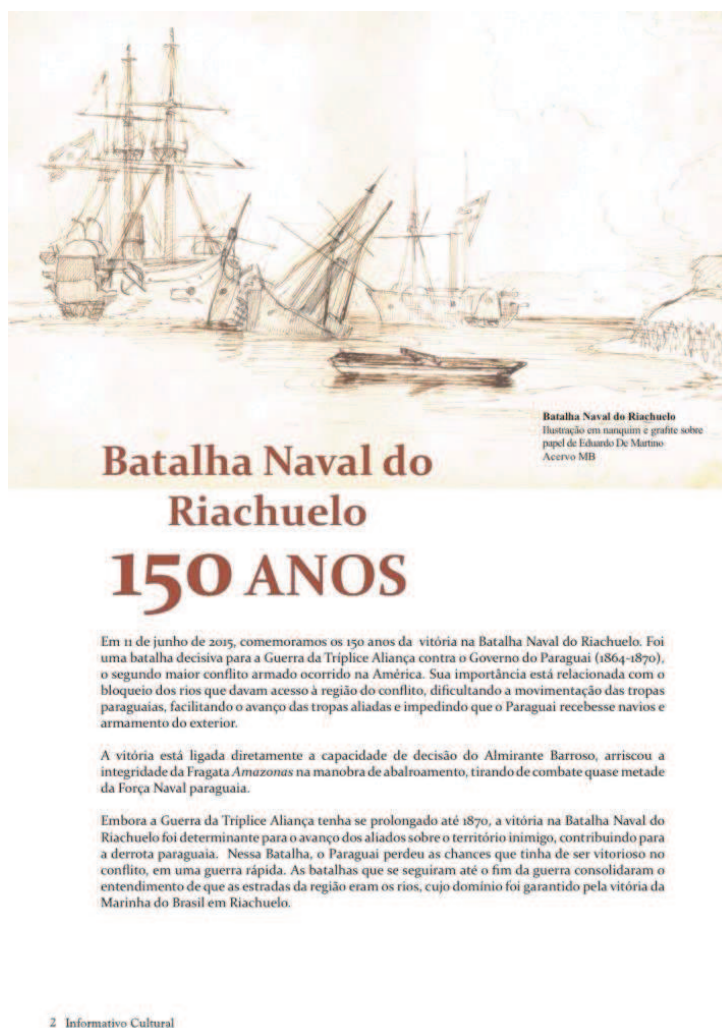 Batalha Naval do Riachuelo
Ilustração em nanquim e grafite sobre
papel de Eduardo De Martino
Acervo MB
Batalha Naval do
Riachuelo
150 ANOS
Em 11 de junho de 2015, comemoramos os 150 anos da vitória na Batalha Naval do Riachuelo. Foi
uma batalha decisiva para a Guerra da Tríplice Aliança contra o Governo do Paraguai (1864-1870),
o segundo maior conflito armado ocorrido na América. Sua importância está relacionada com o
bloqueio dos rios que davam acesso à região do conflito, dificultando a movimentação das tropas
paraguaias, facilitando o avanço das tropas aliadas e impedindo que o Paraguai recebesse navios e
armamento do exterior.
A vitória está ligada diretamente a capacidade de decisão do Almirante Barroso, arriscou a
integridade da Fragata Amazonas na manobra de abalroamento, tirando de combate quase metade
da Força Naval paraguaia.
Embora a Guerra da Tríplice Aliança tenha se prolongado até 1870, a vitória na Batalha Naval do
Riachuelo foi determinante para o avanço dos aliados sobre o território inimigo, contribuindo para
a derrota paraguaia. Nessa Batalha, o Paraguai perdeu as chances que tinha de ser vitorioso no
conflito, em uma guerra rápida. As batalhas que se seguiram até o fim da guerra consolidaram o
entendimento de que as estradas da região eram os rios, cujo domínio foi garantido pela vitória da
Marinha do Brasil em Riachuelo.
2 Informativo Cultural